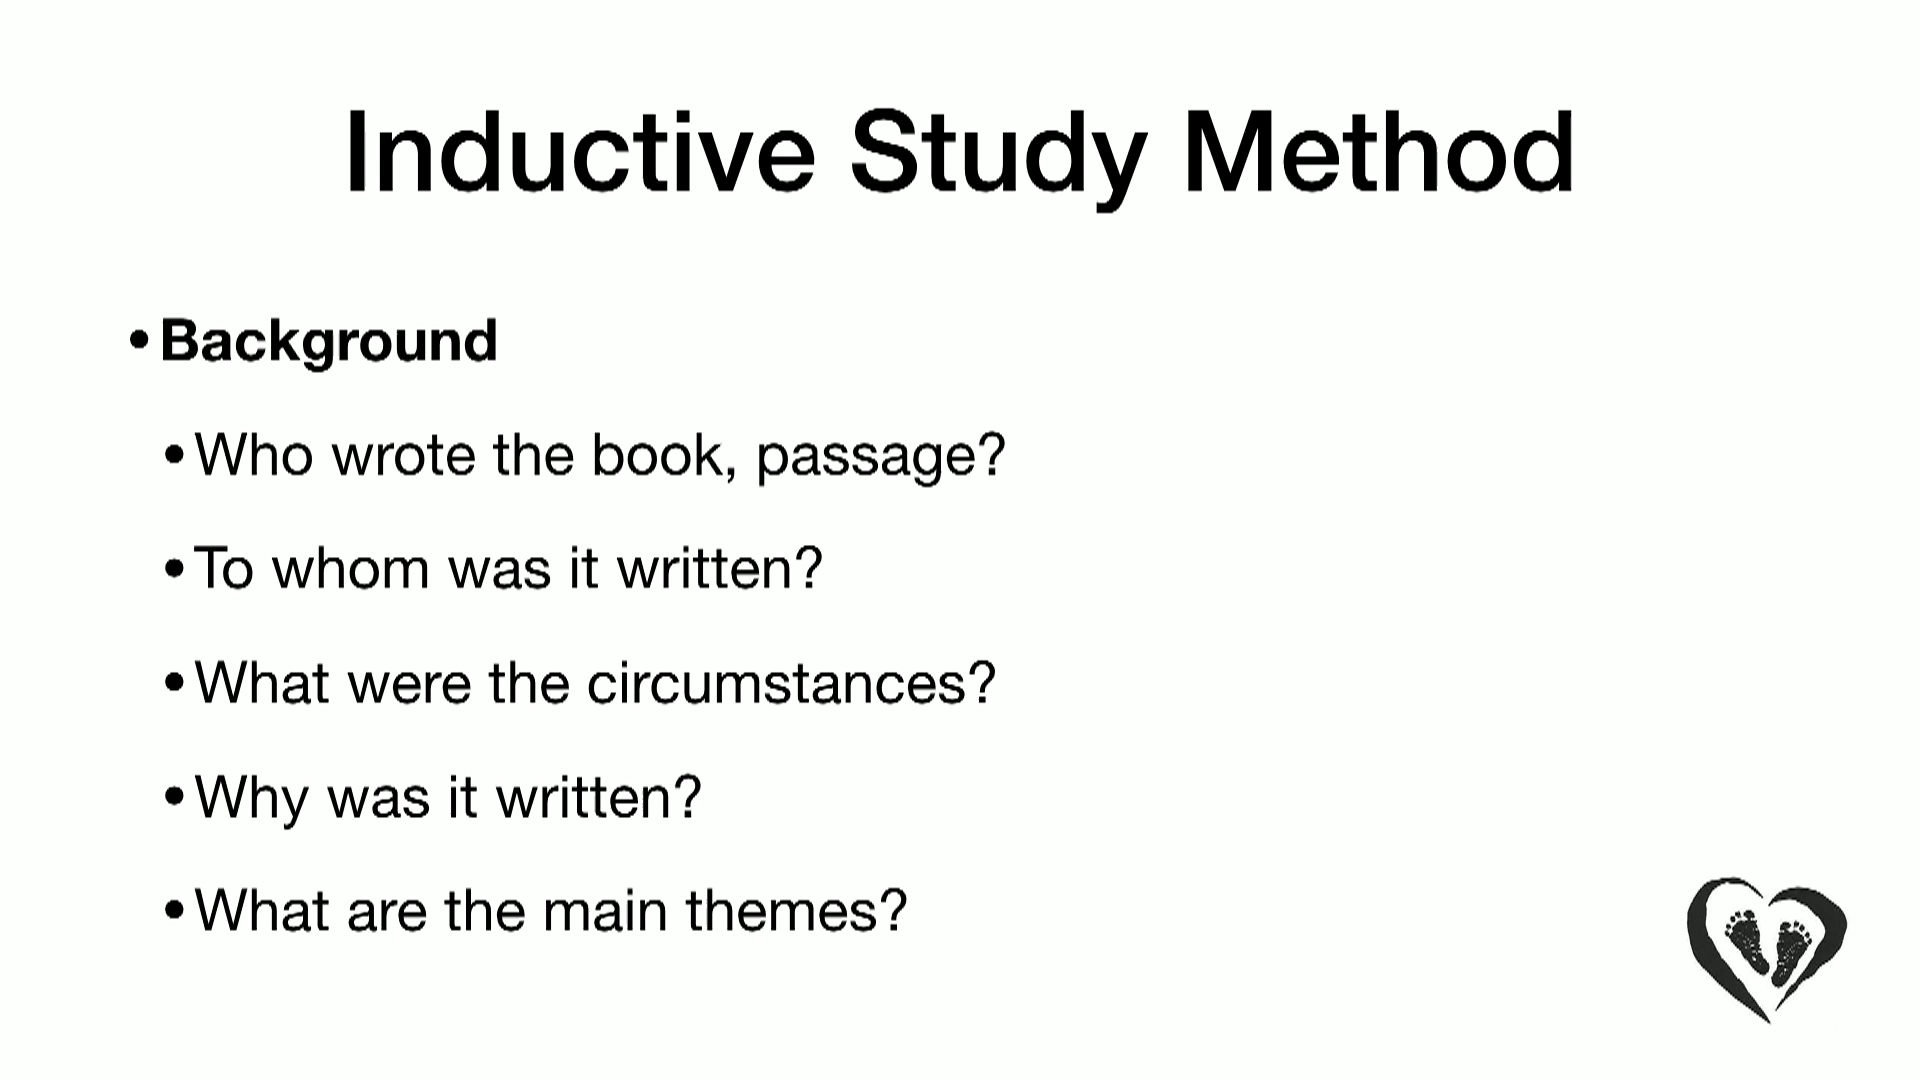 Inductive Study Method
• Background
• Who wrote the book, passage?
• To whom was it written?
• What were the circumstances?
• Why was it written?
• What are the main themes?